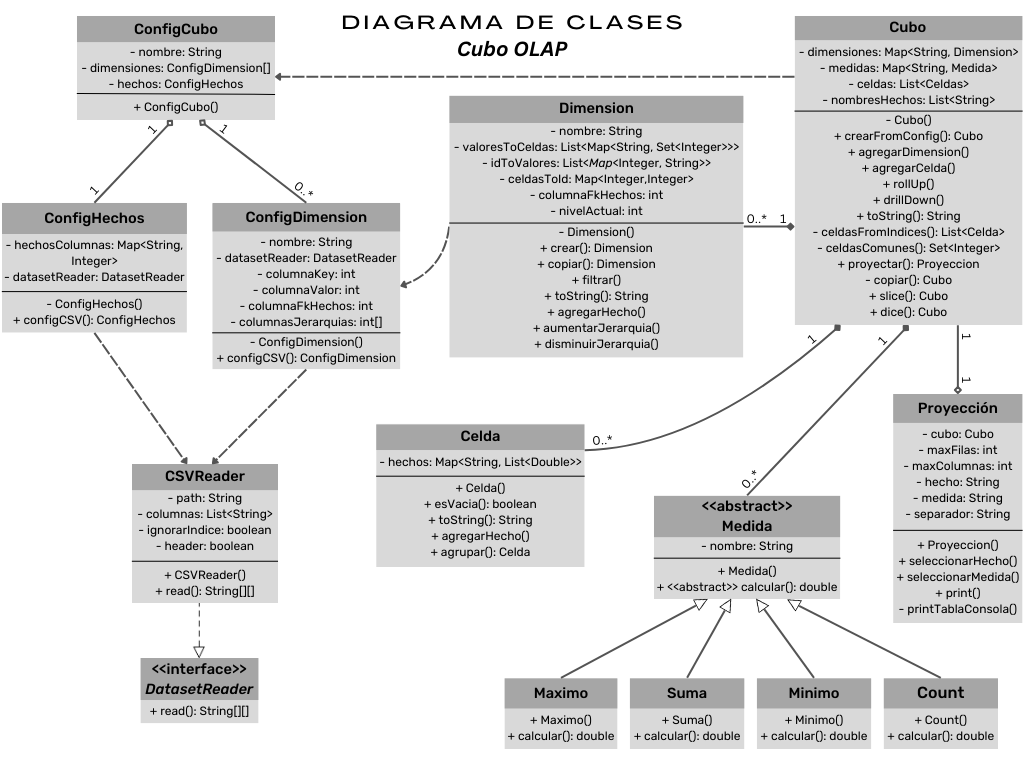 DIAGRAMA DE CLASES
Cubo OLAP
ConfigCubo
- nombre: String
- dimensiones: ConfigDimension[]
- hechos: ConfigHechos
+ ConfigCubo()
1
1
1
0..*
ConfigHechos
- hechosColumnas: Map<String,
Integer>
- datasetReader: DatasetReader
- ConfigHechos()
+ configCSV(): ConfigHechos
ConfigDimension
- nombre: String
- datasetReader: DatasetReader
- columnaKey: int
- columnaValor: int
- columnaFkHechos: int
- columnasJerarquias: int[]
- ConfigDimension()
+ configCSV(): ConfigDimension
Dimension
- nombre: String
- valoresToCeldas: List<Map<String, Set<Integer>>>
- idToValores: List<Map<Integer, String>>
- celdasToId: Map<Integer,Integer>
- columnaFkHechos: int
- nivelActual: int
- Dimension()
+ crear(): Dimension
+ copiar(): Dimension
+ filtrar()
+ toString(): String
+ agregarHecho()
+ aumentarJerarquia()
+ disminuirJerarquia()
0..* 1
Cubo
- dimensiones: Map<String, Dimension>
- medidas: Map<String, Medida>
- celdas: List<Celdas>
- nombresHechos: List<String>
- Cubo()
+ crearFromConfig(): Cubo
+ agregarDimension()
+ agregarCelda()
+ rollUp()
+ drillDown()
+ toString(): String
- celdasFromIndices(): List<Celda>
- celdasComunes(): Set<Integer>
+ proyectar(): Proyeccion
- copiar(): Cubo
+ slice(): Cubo
+ dice(): Cubo
1
0..*
1
0..*
1
1
Celda
- hechos: Map<String, List<Double>>
+ Celda()
+ esVacia(): boolean
+ toString(): String
+ agregarHecho()
+ agrupar(): Celda
<<abstract>>
Medida
- nombre: String
+ Medida()
+ <<abstract>> calcular(): double
Proyección
- cubo: Cubo
- maxFilas: int
- maxColumnas: int
- hecho: String
- medida: String
- separador: String
+ Proyeccion()
+ seleccionarHecho()
+ seleccionarMedida()
+ print()
- printTablaConsola()
CSVReader
- path: String
- columnas: List<String>
- ignorarIndice: boolean
- header: boolean
+ CSVReader()
+ read(): String[][]
<<interface>>
DatasetReader
+ read(): String[][]
Maximo
+ Maximo()
+ calcular(): double
Suma
+ Suma()
+ calcular(): double
Minimo
+ Minimo()
+ calcular(): double
Count
+ Count()
+ calcular(): double